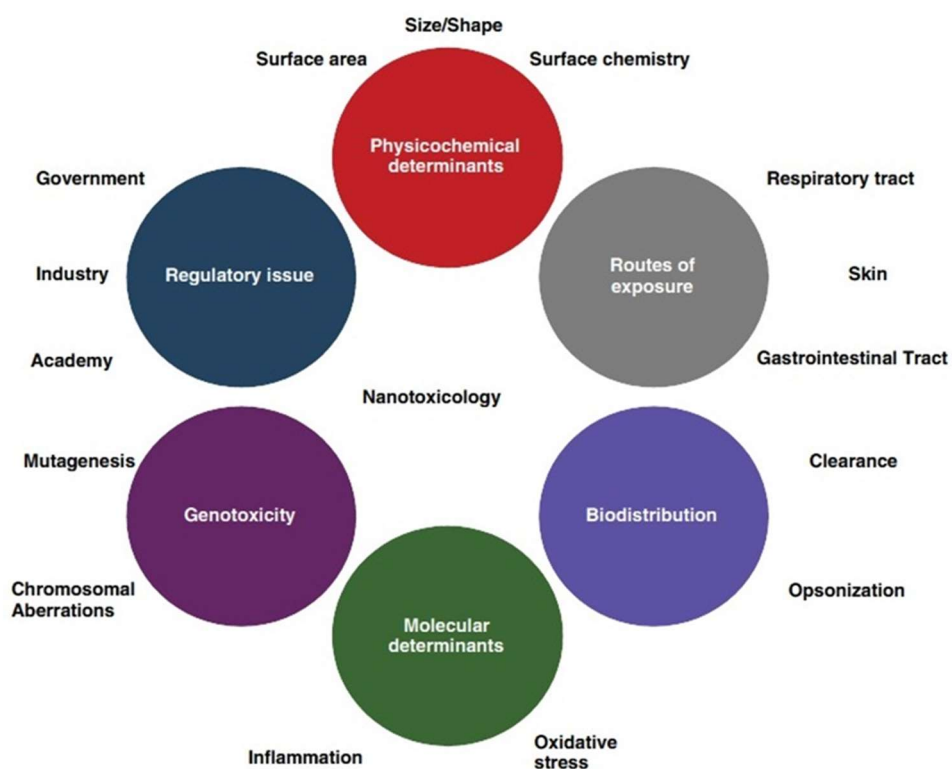 Size/Shape
Surface area
Surface chemistry
Physicochemical
determinants
Government
Respiratory tract
Industry
Regulatory issue
Routes of
exposure
Skin
Academy
Gastrointestinal Tract
Nanotoxicology
Mutagenesis
Clearance
Genotoxicity
Biodistribution
Chromosomal
Aberrations
Opsonization
Molecular
determinants
Inflammation
Oxidative
stress